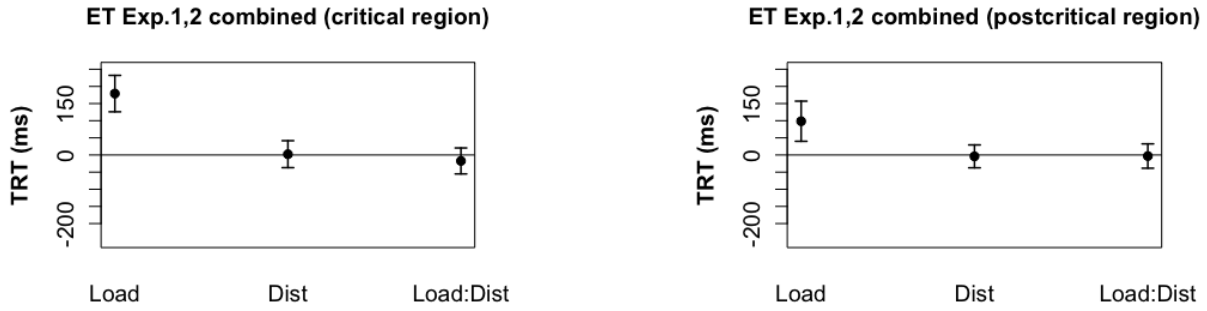 ET Exp.1,2 combined (critical region)
TRT (ms)
150
0
-200
Load Dist Load:Dist
ET Exp.1,2 combined (postcritical region)
TRT (ms)
150
0
-200
Load Dist Load:Dist